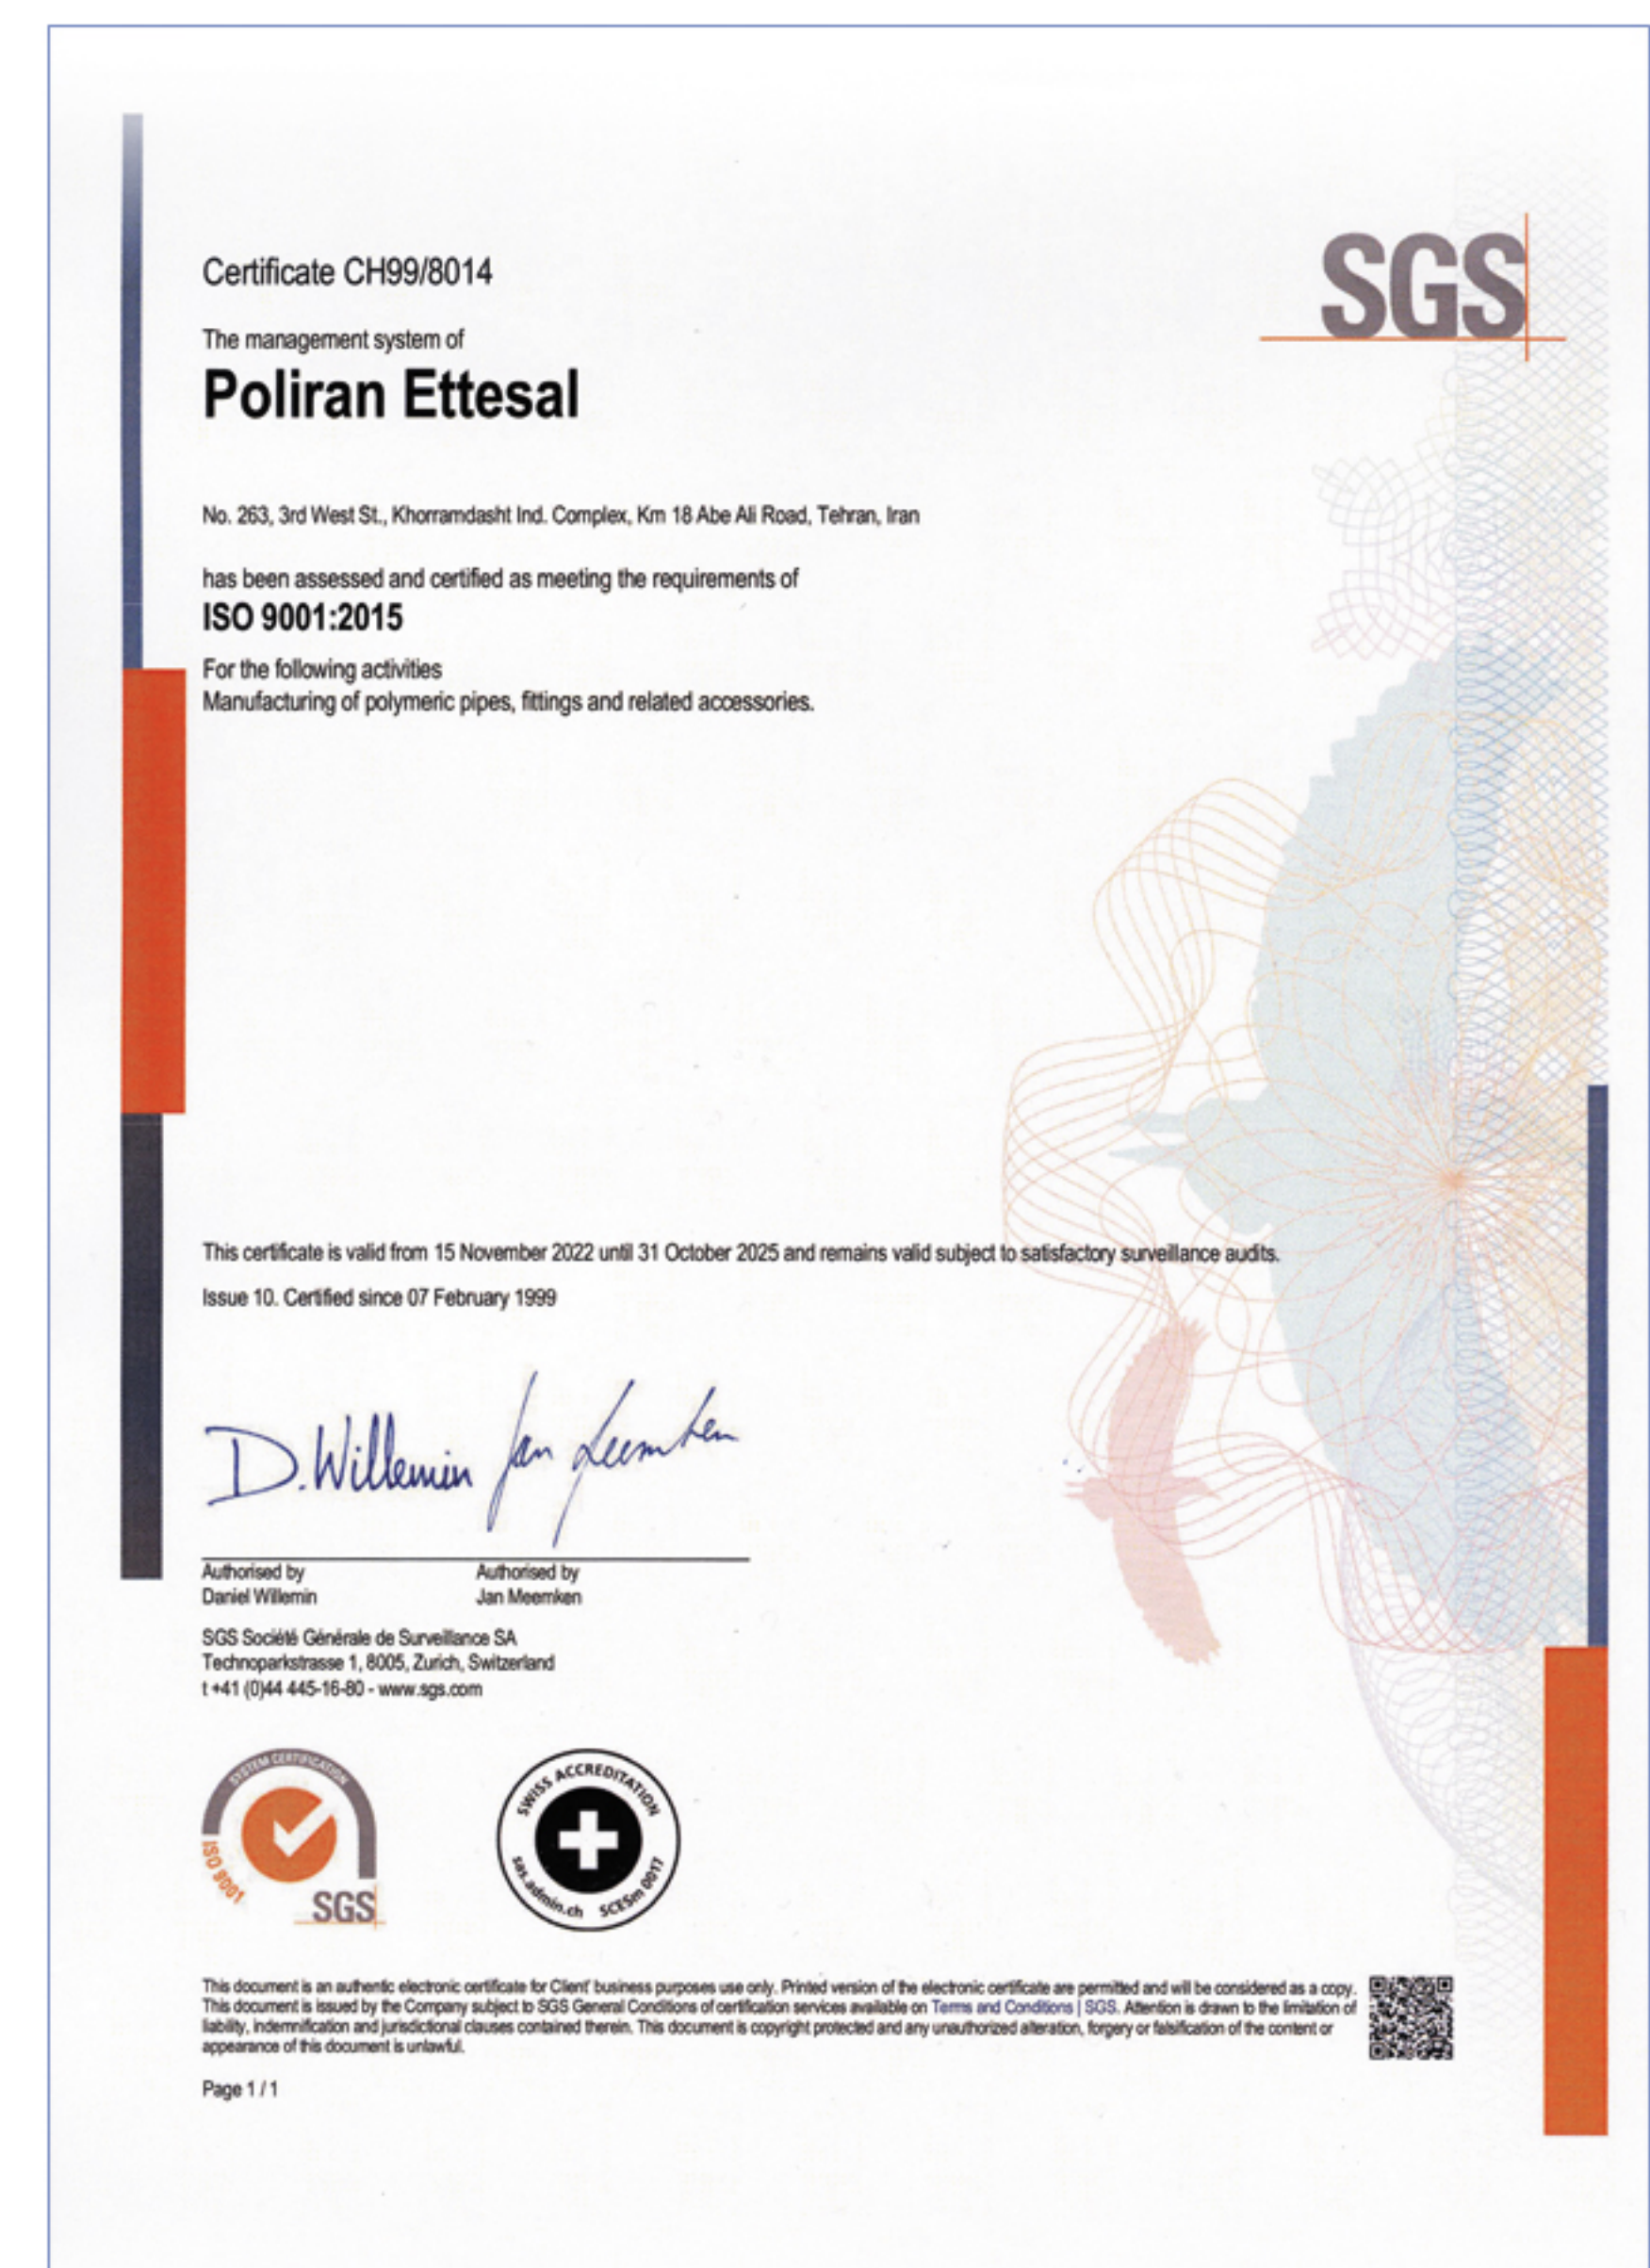 SGS
Certificate CH99/8014
The management system of
Poliran Ettesal
No. 263, 3rd West St., Khorramdasht Ind. Complex, Km 18 Abe Ali Road, Tehran, Iran
has been assessed and certified as meeting the requirements of
ISO 9001:2015
For the following activities
Manufacturing of polymeric pipes, fittings and related accessories.
This certificate is valid from 15 November 2022 until 31 October 2025 and remains valid subject to satisfactory surveillance audits.
Issue 10. Certified since 07 February 1999
D. Willemin Jan Meemken
Authorised by Authorised by
Daniel Willemin Jan Meemken
SGS Société Générale de Surveillance SA
Technoparkstrasse 1, 8005, Zurich, Switzerland
t +41 (0)44 445-16-80 - www.sgs.com
SYSTEM CERTIFICATION
ISO 9001
SGS
SWISS ACCREDITATION
sas.admin.ch SCESm 0017
This document is an authentic electronic certificate for Client' business purposes use only. Printed version of the electronic certificate are permitted and will be considered as a copy.
This document is issued by the Company subject to SGS General Conditions of certification services available on Terms and Conditions | SGS. Attention is drawn to the limitation of
liability, indemnification and jurisdictional clauses contained therein. This document is copyright protected and any unauthorized alteration, forgery or falsification of the content or
appearance of this document is unlawful.
Page 1 / 1